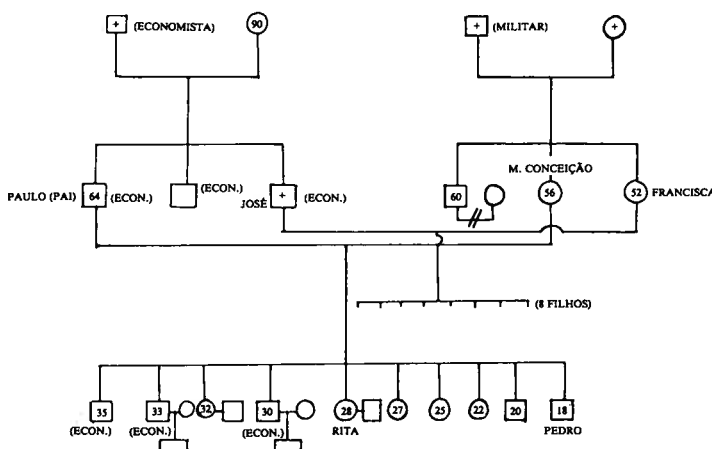 + (ECONOMISTA) 90 + (MILITAR) +
M. CONCEIÇÃO
PAULO (PAI) 64 (ECON.) (ECON.) JOSÉ + (ECON.) 60 56 52 FRANCISCA
(8 FILHOS)
35 33 32 30 28 27 25 22 20 18
(ECON.) (ECON.) (ECON.) RITA PEDRO